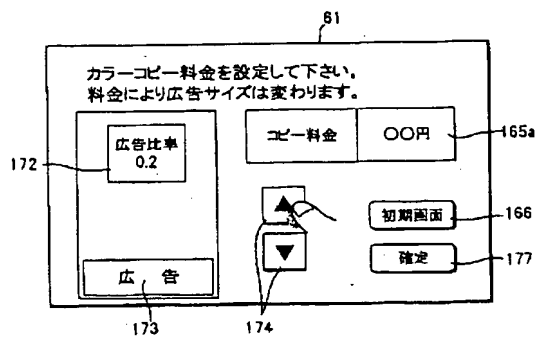 61
カラーコピー料金を設定して下さい。
料金により広告サイズは変わります。
広告比率
0.2
172
コピー料金
〇〇円
165a
▲
▼
初期画面
166
確定
177
広 告
173
174